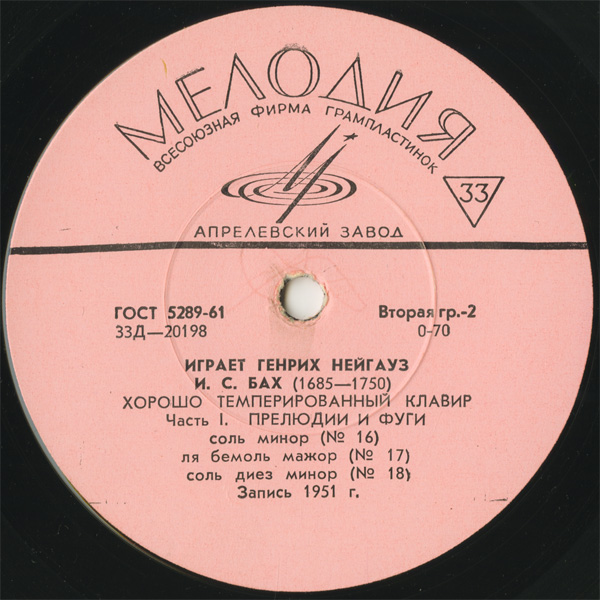 МЕЛОДИЯ
ВСЕСОЮЗНАЯ ФИРМА ГРАМПЛАСТИНОК
33
АПРЕЛЕВСКИЙ ЗАВОД
ГОСТ 5289-61 Вторая гр.-2
33Д—20198 0-70
ИГРАЕТ ГЕНРИХ НЕЙГАУЗ
И. С. БАХ (1685—1750)
ХОРОШО ТЕМПЕРИРОВАННЫЙ КЛАВИР
Часть I. ПРЕЛЮДИИ И ФУГИ
соль минор (№ 16)
ля бемоль мажор (№ 17)
соль диез минор (№ 18)
Запись 1951 г.